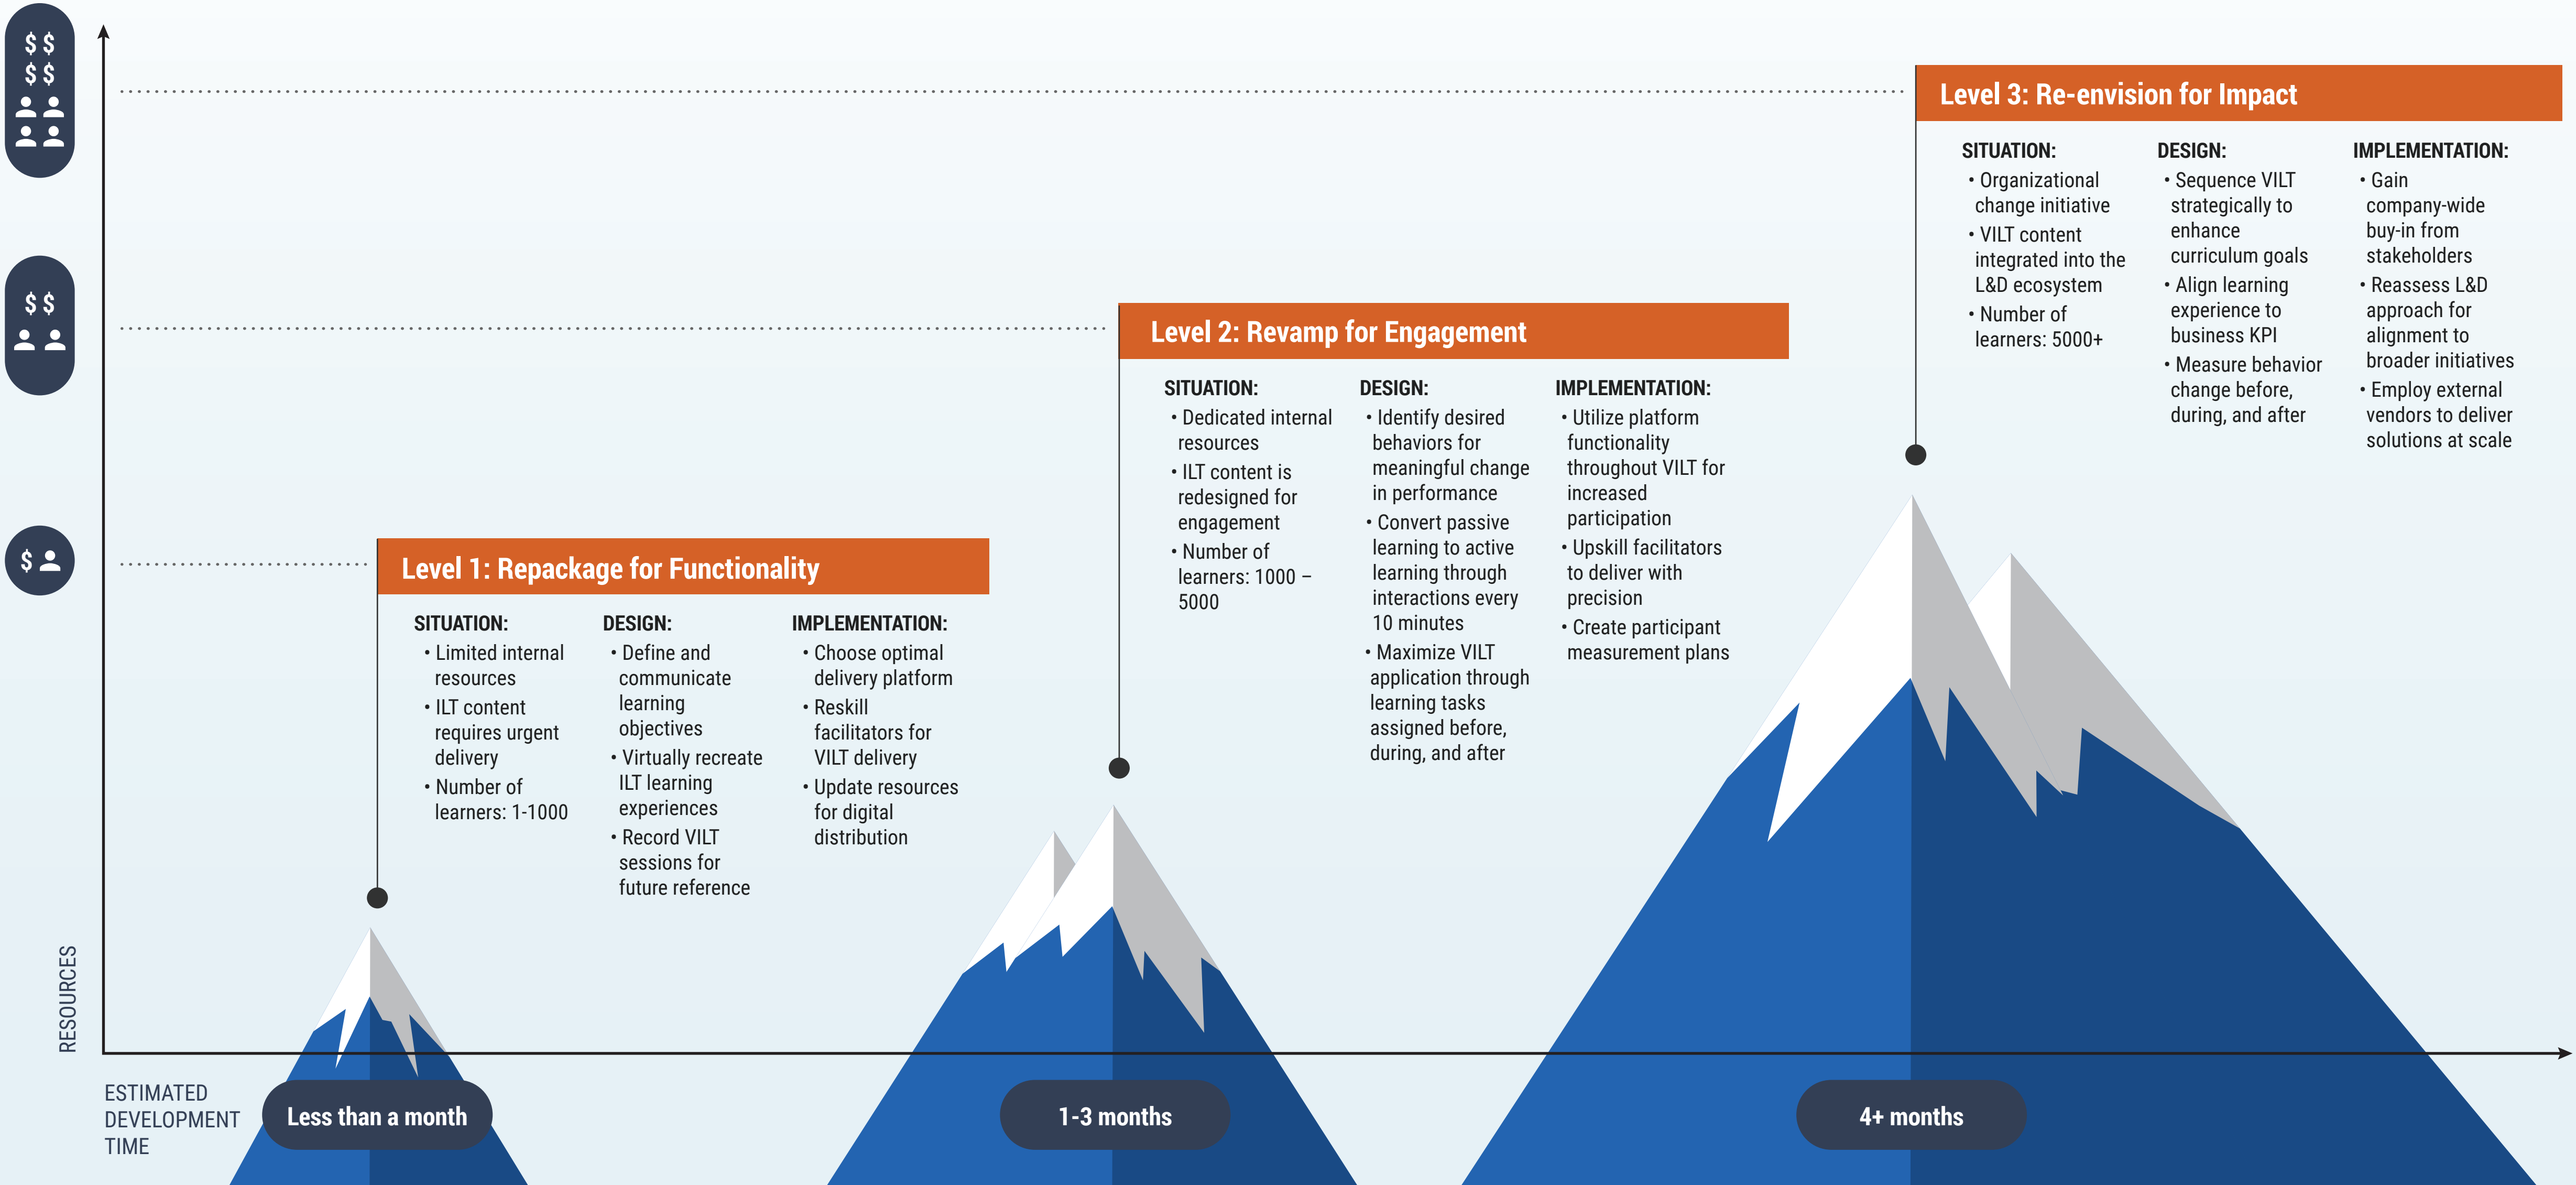 $ $
$ $
$ $
$
Level 3: Re-envision for Impact
SITUATION:
• Organizational
change initiative
• VILT content
integrated into the
L&D ecosystem
• Number of
learners: 5000+
DESIGN:
• Sequence VILT
strategically to
enhance
curriculum goals
• Align learning
experience to
business KPI
• Measure behavior
change before,
during, and after
IMPLEMENTATION:
• Gain
company-wide
buy-in from
stakeholders
• Reassess L&D
approach for
alignment to
broader initiatives
• Employ external
vendors to deliver
solutions at scale
Level 2: Revamp for Engagement
SITUATION:
• Dedicated internal
resources
• ILT content is
redesigned for
engagement
• Number of
learners: 1000 –
5000
DESIGN:
• Identify desired
behaviors for
meaningful change
in performance
• Convert passive
learning to active
learning through
interactions every
10 minutes
• Maximize VILT
application through
learning tasks
assigned before,
during, and after
IMPLEMENTATION:
• Utilize platform
functionality
throughout VILT for
increased
participation
• Upskill facilitators
to deliver with
precision
• Create participant
measurement plans
Level 1: Repackage for Functionality
SITUATION:
• Limited internal
resources
• ILT content
requires urgent
delivery
• Number of
learners: 1-1000
DESIGN:
• Define and
communicate
learning
objectives
• Virtually recreate
ILT learning
experiences
• Record VILT
sessions for
future reference
IMPLEMENTATION:
• Choose optimal
delivery platform
• Reskill
facilitators for
VILT delivery
• Update resources
for digital
distribution
RESOURCES
ESTIMATED
DEVELOPMENT
TIME
Less than a month
1-3 months
4+ months